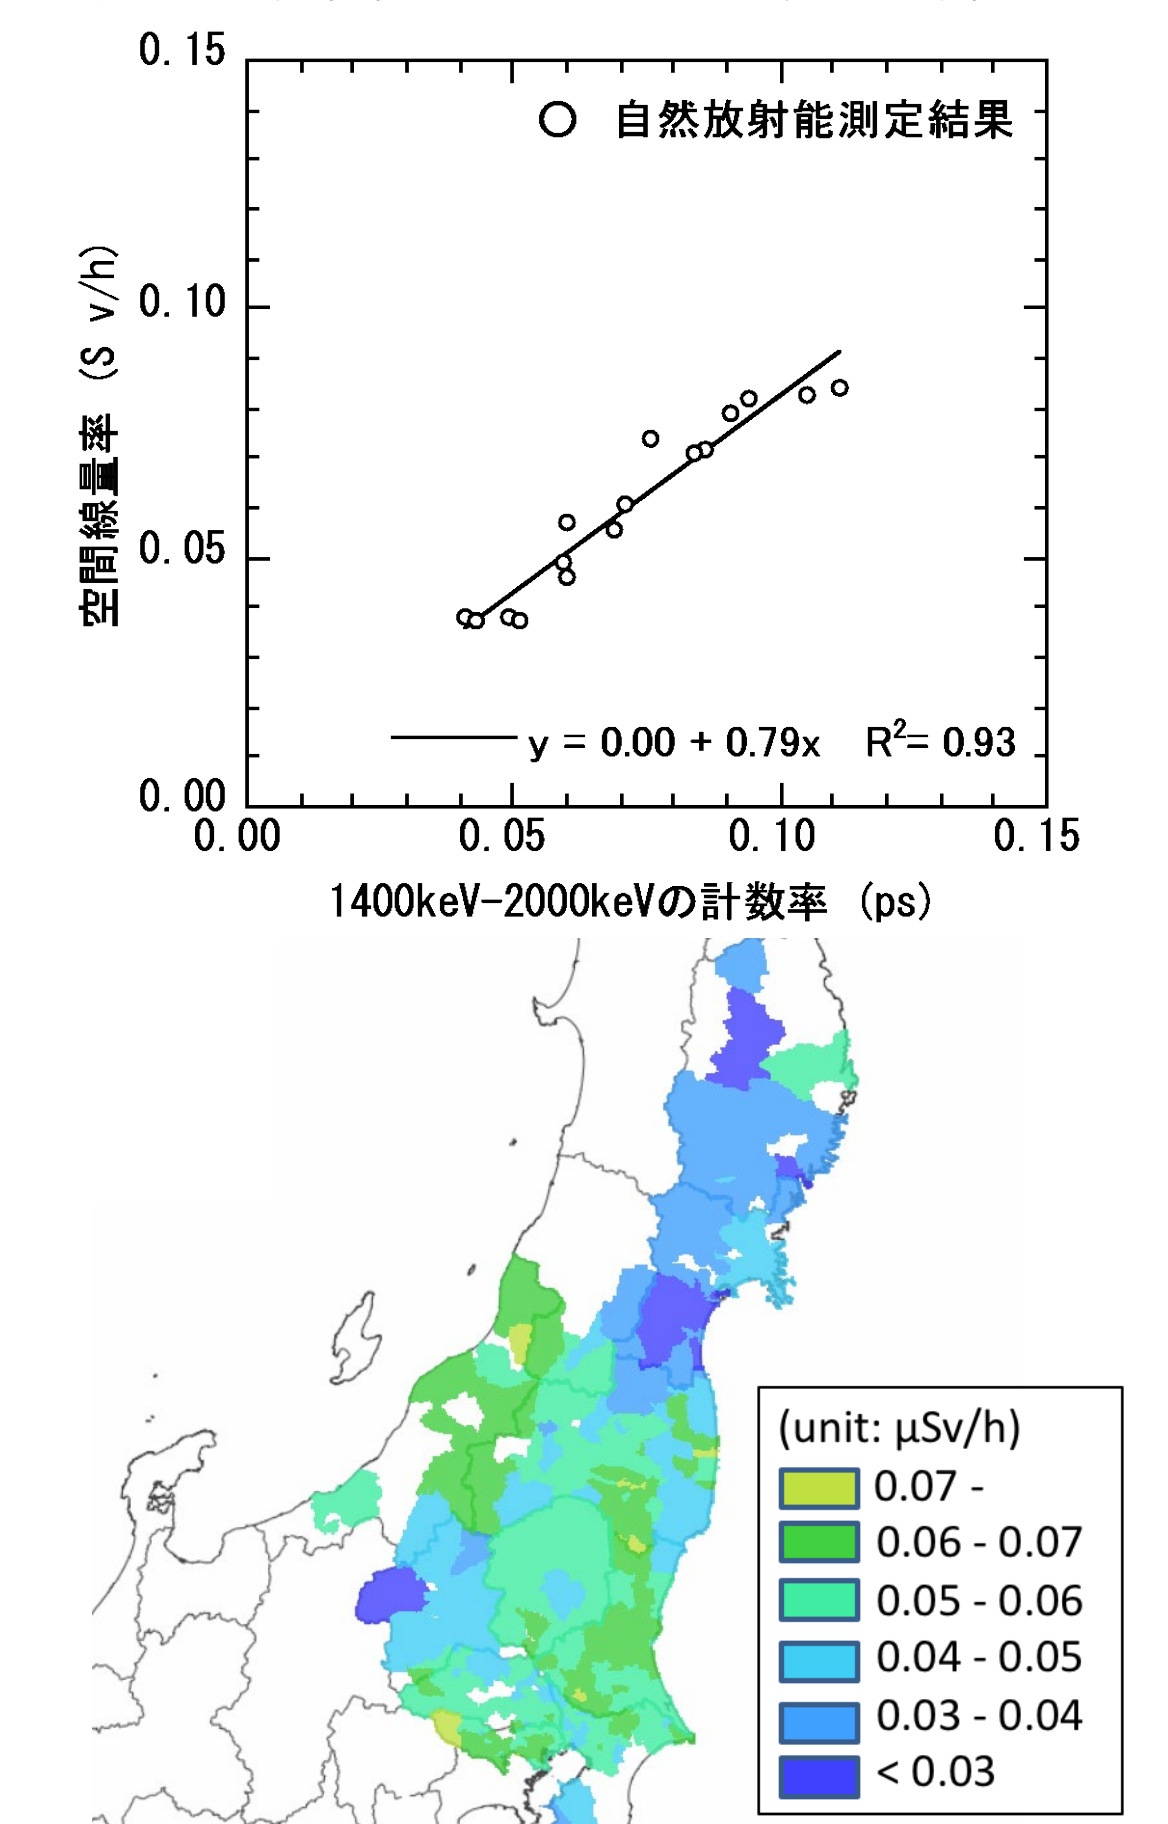 0.15
自然放射能測定結果
0.10
空間線量率 (S v/h)
0.05
y = 0.00 + 0.79x R²= 0.93
0.00
0.00 0.05 0.10 0.15
1400keV-2000keVの計数率 (ps)
(unit: μSv/h)
0.07 -
0.06 - 0.07
0.05 - 0.06
0.04 - 0.05
0.03 - 0.04
< 0.03